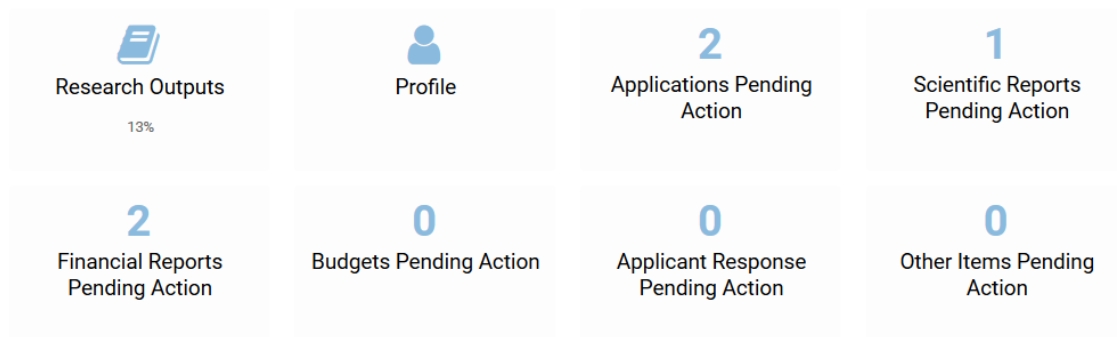 Research Outputs
13%
Profile
2
Applications Pending
Action
1
Scientific Reports
Pending Action
2
Financial Reports
Pending Action
0
Budgets Pending Action
0
Applicant Response
Pending Action
0
Other Items Pending
Action